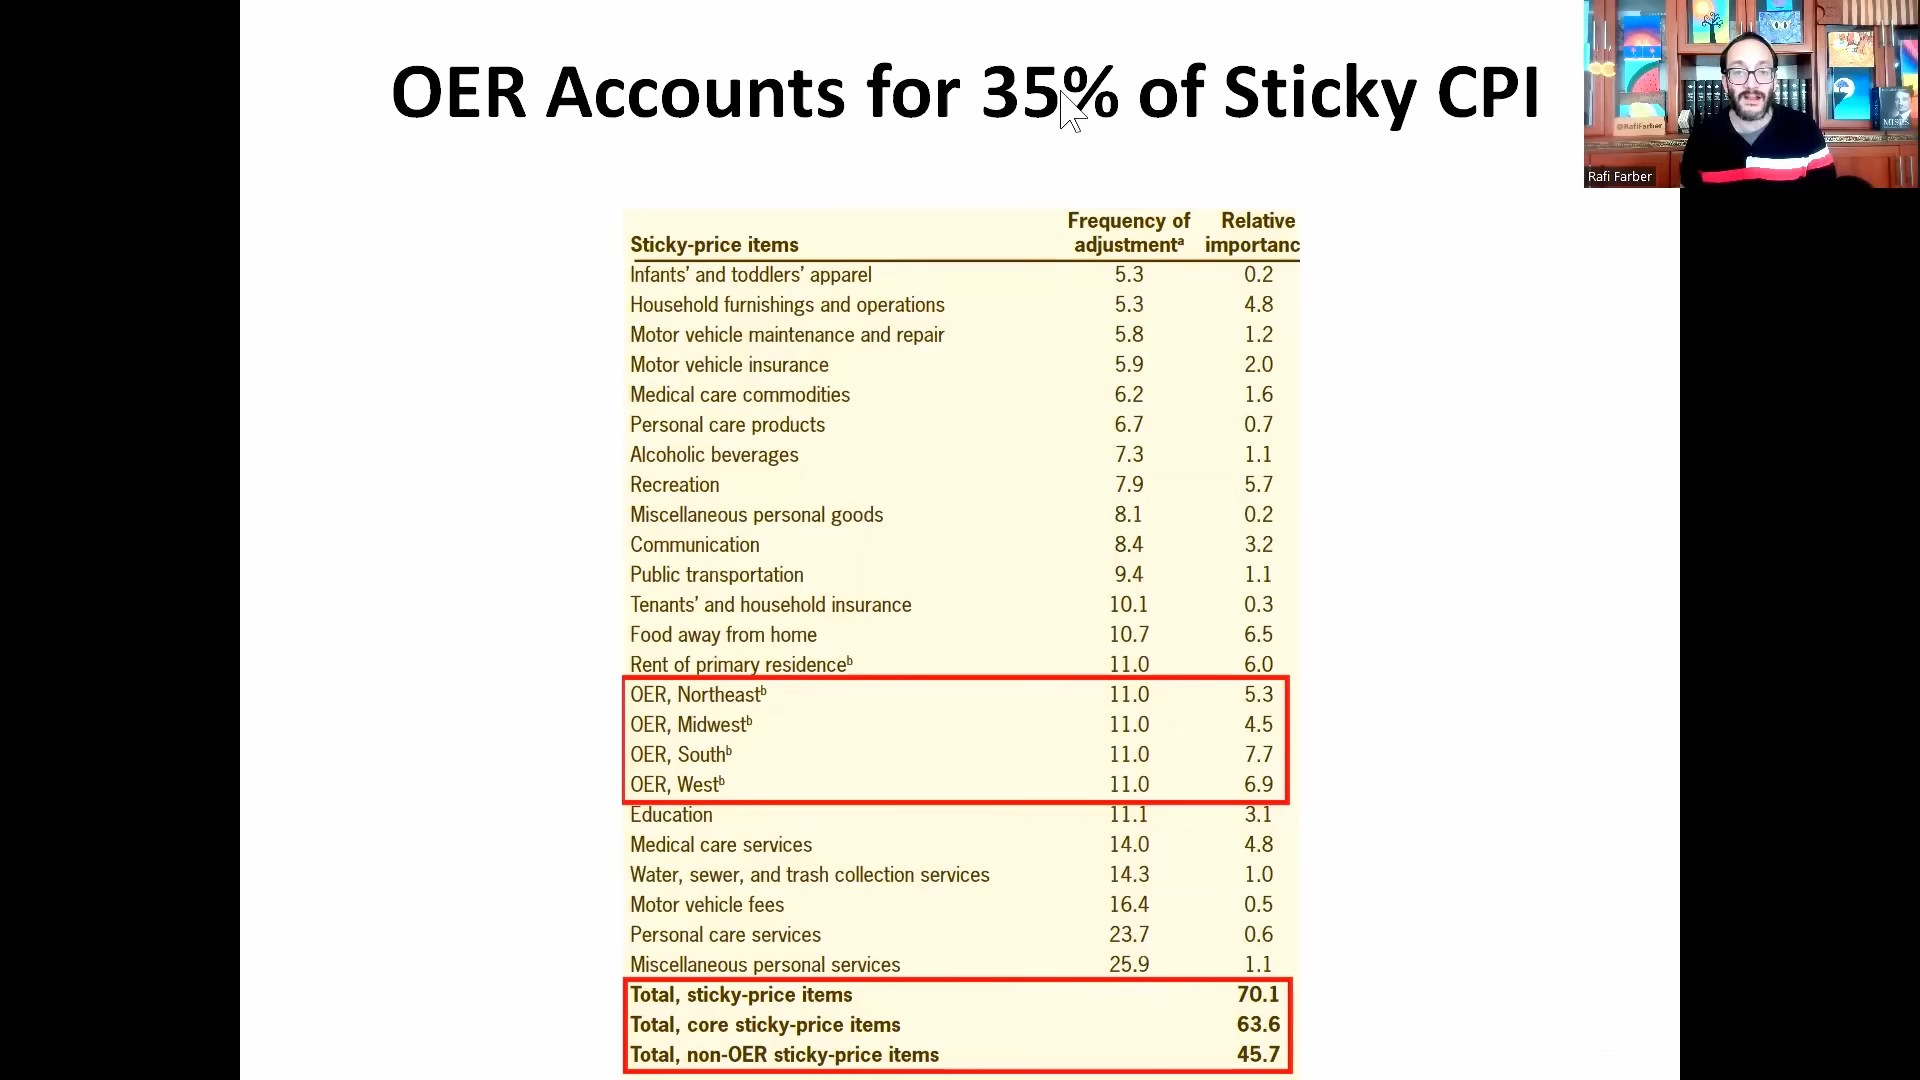 OER Accounts for 35% of Sticky CPI
@RafiFarber
MISES
Rafi Farber
Frequency of Relative
Sticky-price items adjustmentᵃ importanc
Infants’ and toddlers’ apparel 5.3 0.2
Household furnishings and operations 5.3 4.8
Motor vehicle maintenance and repair 5.8 1.2
Motor vehicle insurance 5.9 2.0
Medical care commodities 6.2 1.6
Personal care products 6.7 0.7
Alcoholic beverages 7.3 1.1
Recreation 7.9 5.7
Miscellaneous personal goods 8.1 0.2
Communication 8.4 3.2
Public transportation 9.4 1.1
Tenants’ and household insurance 10.1 0.3
Food away from home 10.7 6.5
Rent of primary residenceᵇ 11.0 6.0
OER, Northeastᵇ 11.0 5.3
OER, Midwestᵇ 11.0 4.5
OER, Southᵇ 11.0 7.7
OER, Westᵇ 11.0 6.9
Education 11.1 3.1
Medical care services 14.0 4.8
Water, sewer, and trash collection services 14.3 1.0
Motor vehicle fees 16.4 0.5
Personal care services 23.7 0.6
Miscellaneous personal services 25.9 1.1
Total, sticky-price items 70.1
Total, core sticky-price items 63.6
Total, non-OER sticky-price items 45.7